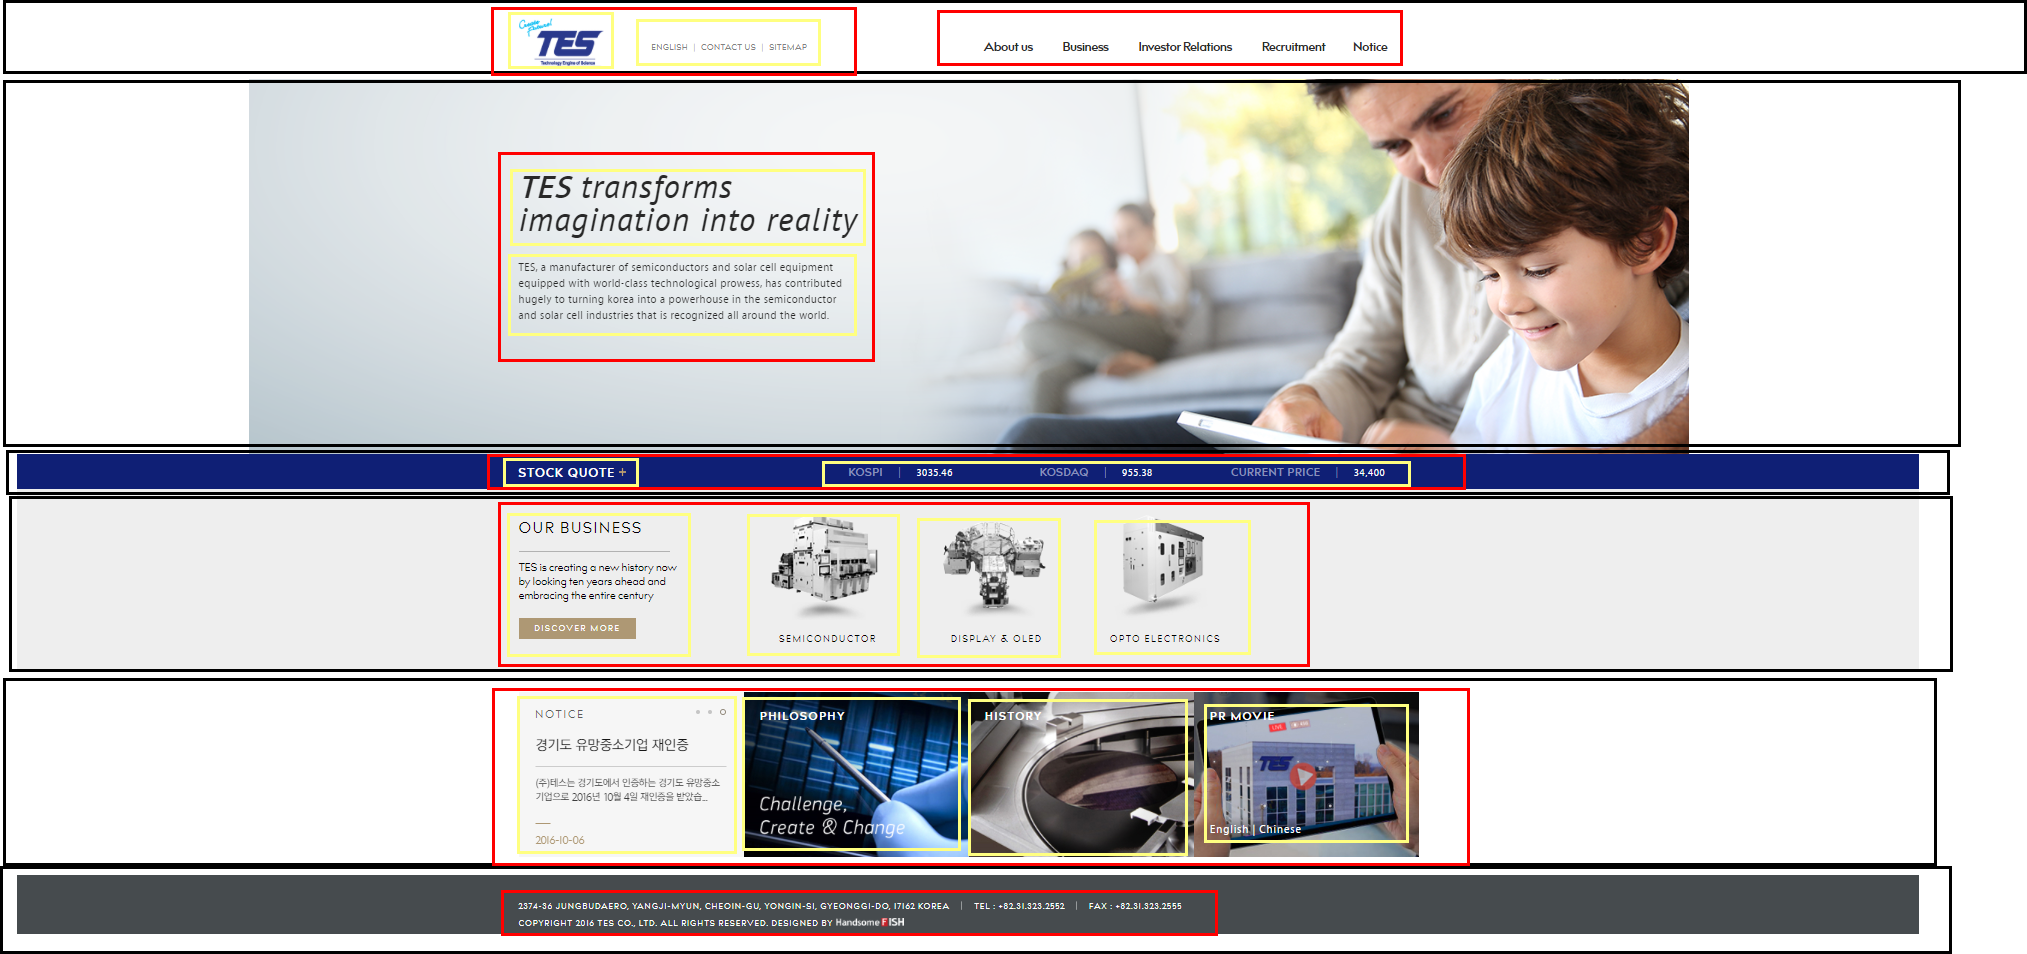 Create
Future!
TES
Technology Engine of Science
ENGLISH | CONTACT US | SITEMAP
About us Business Investor Relations Recruitment Notice
TES transforms
imagination into reality
TES, a manufacturer of semiconductors and solar cell equipment
equipped with world-class technological prowess, has contributed
hugely to turning korea into a powerhouse in the semiconductor
and solar cell industries that is recognized all around the world.
STOCK QUOTE + KOSPI | 3035.46 KOSDAQ | 955.38 CURRENT PRICE | 34,400
OUR BUSINESS
TES is creating a new history now
by looking ten years ahead and
embracing the entire century
DISCOVER MORE
SEMICONDUCTOR DISPLAY & OLED OPTO ELECTRONICS
NOTICE
경기도 유망중소기업 재인증
(주)테스는 경기도에서 인증하는 경기도 유망중소
기업으로 2016년 10월 4일 재인증을 받았습...
2016-10-06
PHILOSOPHY
Challenge,
Create & Change
HISTORY
PR MOVIE
LIVE
TES
English | Chinese
2374-36 JUNGBUDAERO, YANGJI-MYUN, CHEOIN-GU, YONGIN-SI, GYEONGGI-DO, 17162 KOREA | TEL : +82.31.323.2552 | FAX : +82.31.323.2555
COPYRIGHT 2016 TES CO., LTD. ALL RIGHTS RESERVED. DESIGNED BY Handsome FISH